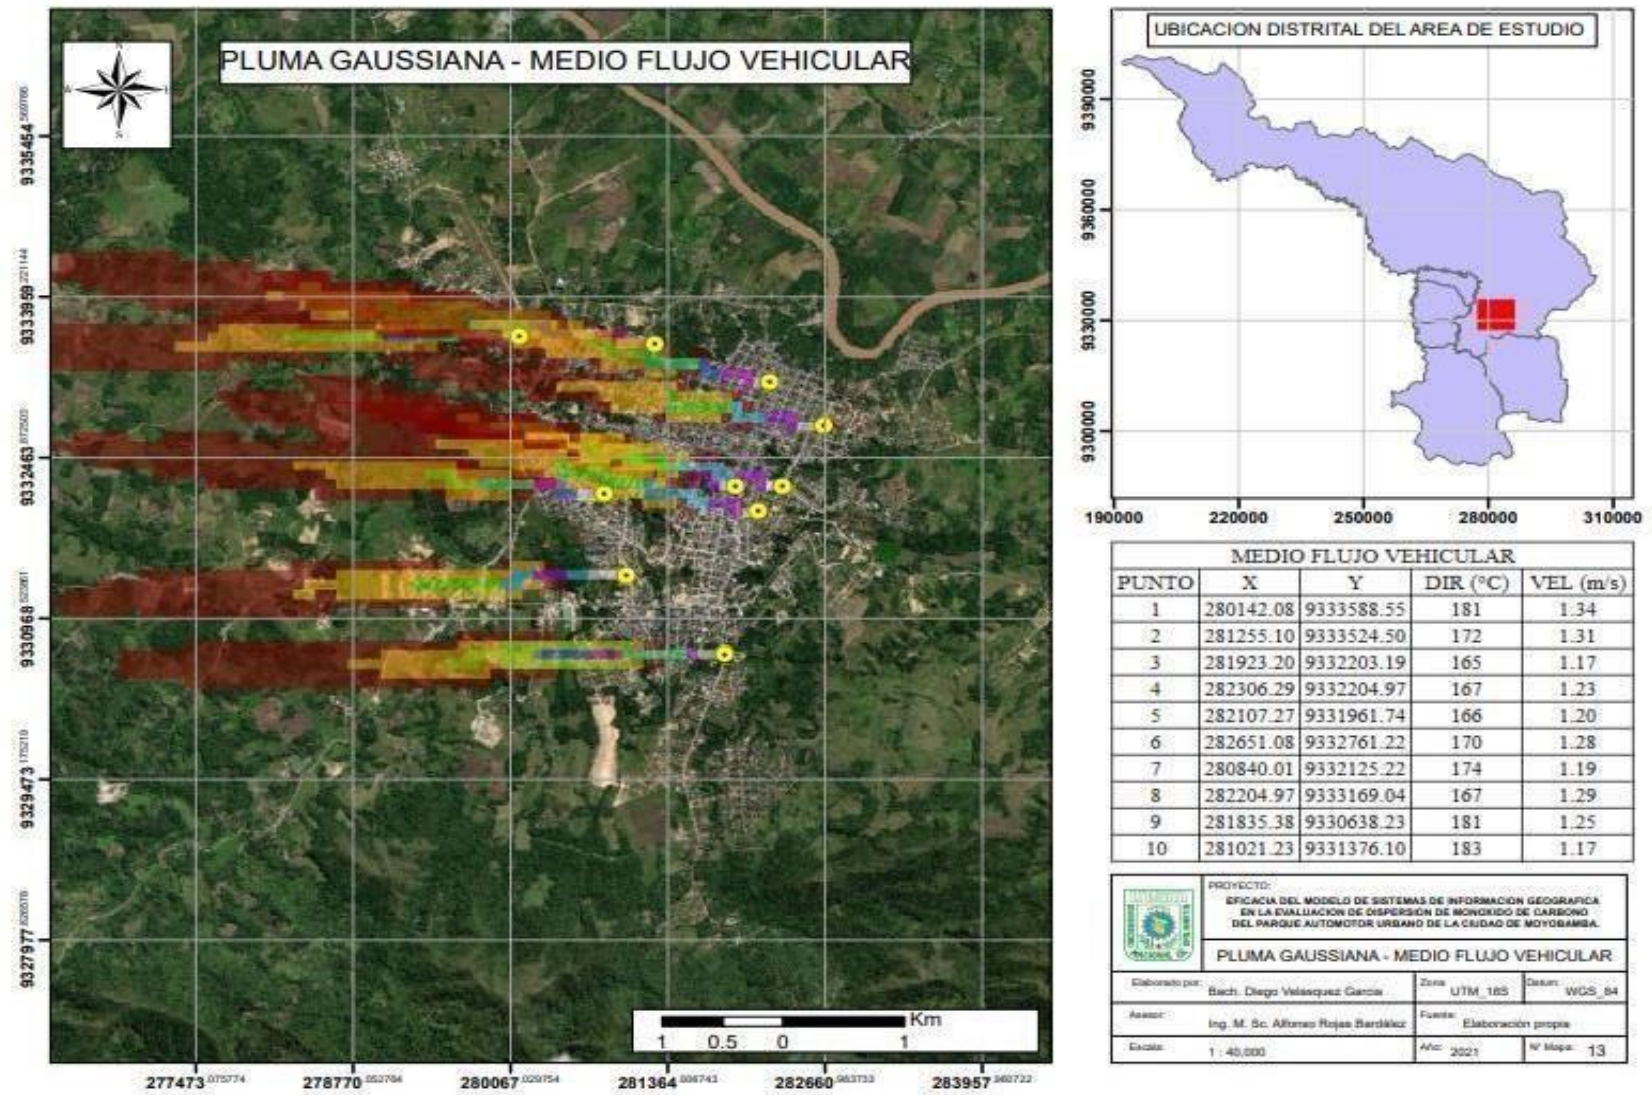 PLUMA GAUSSIANA - MEDIO FLUJO VEHICULAR
N
S
9335454
9333959
9332463
9330968
9329473
9327977
277473
278770
280067
281364
282660
283957
Km
1 0.5 0 1
UBICACION DISTRITAL DEL AREA DE ESTUDIO
9390000
9360000
9330000
9300000
190000 220000 250000 280000 310000
MEDIO FLUJO VEHICULAR
PUNTO X Y DIR (°C) VEL (m/s)
1 280142.08 9333588.55 181 1.34
2 281255.10 9333524.50 172 1.31
3 281923.20 9332203.19 165 1.17
4 282306.29 9332204.97 167 1.23
5 282107.27 9331961.74 166 1.20
6 282651.08 9332761.22 170 1.28
7 280840.01 9332125.22 174 1.19
8 282204.97 9333169.04 167 1.29
9 281835.38 9330638.23 181 1.25
10 281021.23 9331376.10 183 1.17
PROYECTO:
EFICACIA DEL MODELO DE SISTEMAS DE INFORMACION GEOGRAFICA
EN LA EVALUACION DE DISPERSION DE MONOXIDO DE CARBONO
DEL PARQUE AUTOMOTOR URBANO DE LA CIUDAD DE MOYOBAMBA.
PLUMA GAUSSIANA - MEDIO FLUJO VEHICULAR
Elaborado por: Bach. Diego Velasquez Garcia Zona: UTM_18S Datum: WGS_84
Asesor: Ing. M. Sc. Alfonso Rojas Bardález Fuente: Elaboración propia
Escala: 1 : 40,000 Año: 2021 N° Mapa: 13